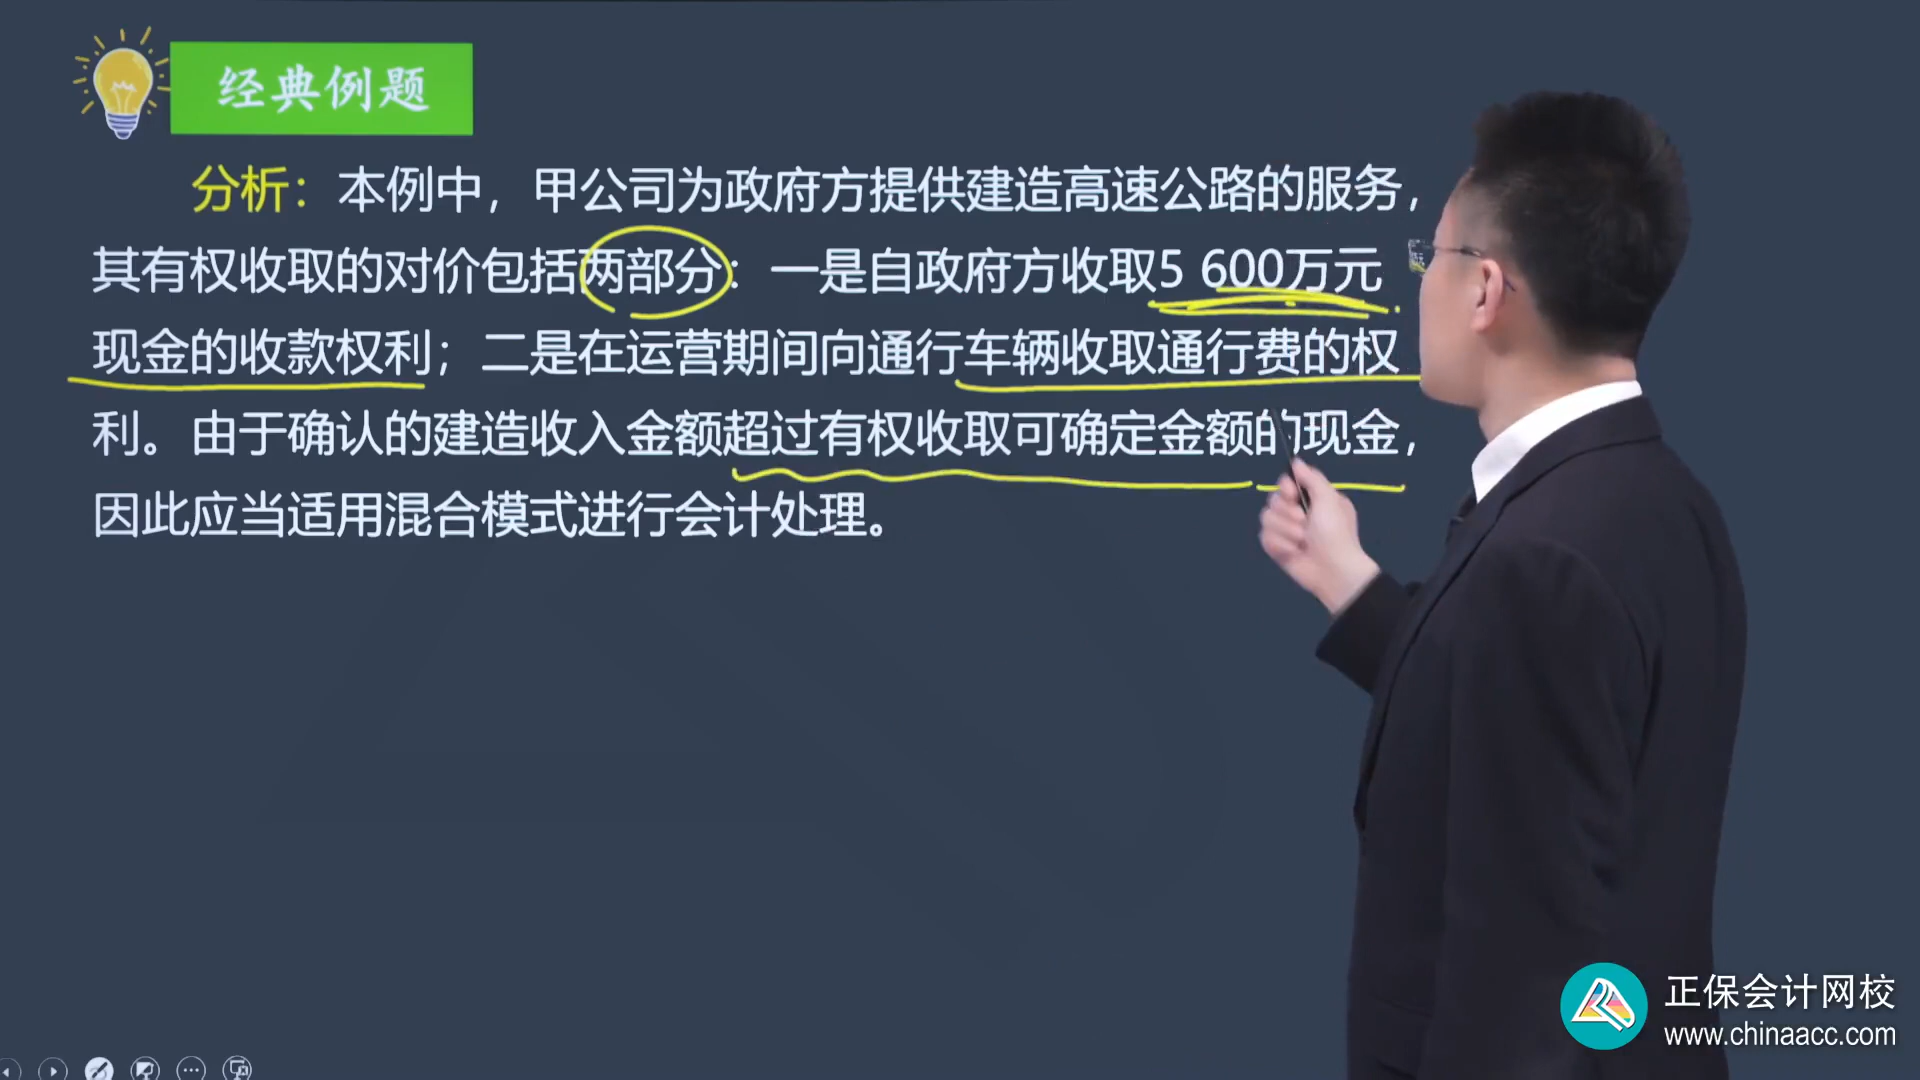 经典例题
分析：本例中，甲公司为政府方提供建造高速公路的服务，
其有权收取的对价包括两部分：一是自政府方收取5 600万元
现金的收款权利；二是在运营期间向通行车辆收取通行费的权
利。由于确认的建造收入金额超过有权收取可确定金额的现金，
因此应当适用混合模式进行会计处理。
正保会计网校
www.chinaacc.com